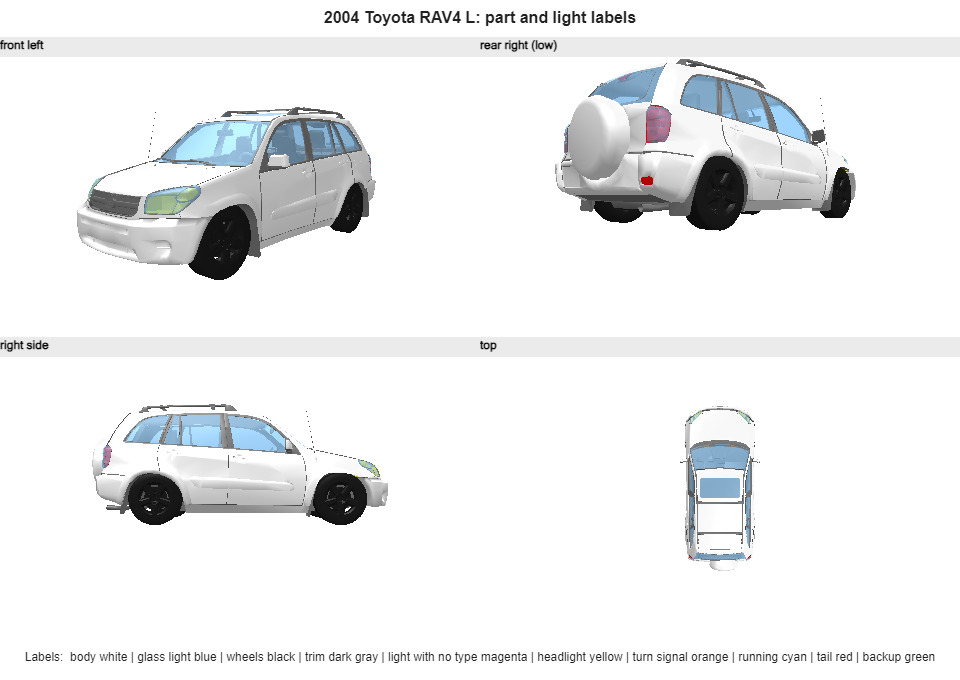 2004 Toyota RAV4 L: part and light labels
front left
rear right (low)
right side
top
Labels:  body white | glass light blue | wheels black | trim dark gray | light with no type magenta | headlight yellow | turn signal orange | running cyan | tail red | backup green